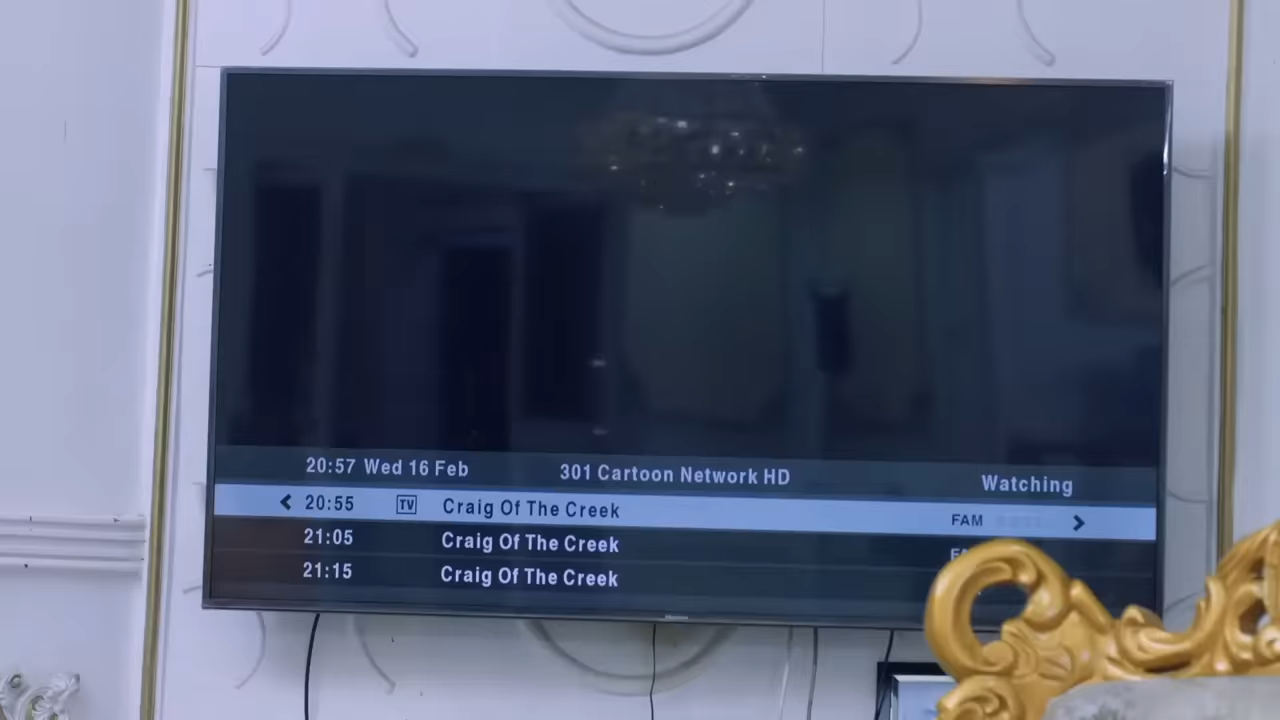 20:57 Wed 16 Feb 301 Cartoon Network HD Watching
< 20:55 TV Craig Of The Creek FAM >
21:05 Craig Of The Creek
21:15 Craig Of The Creek